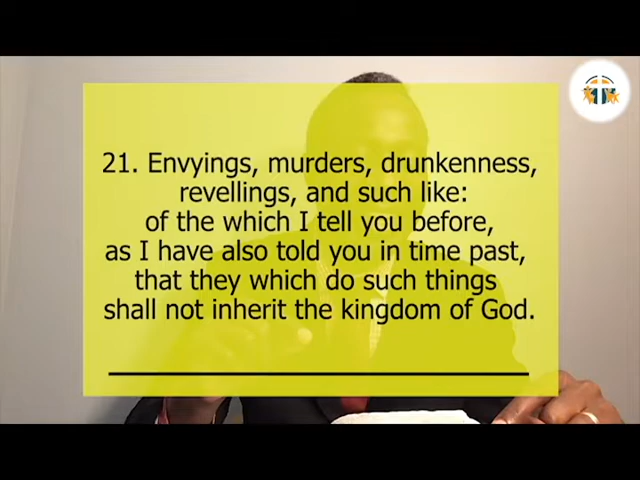 21. Envyings, murders, drunkenness,
revellings, and such like:
of the which I tell you before,
as I have also told you in time past,
that they which do such things
shall not inherit the kingdom of God.